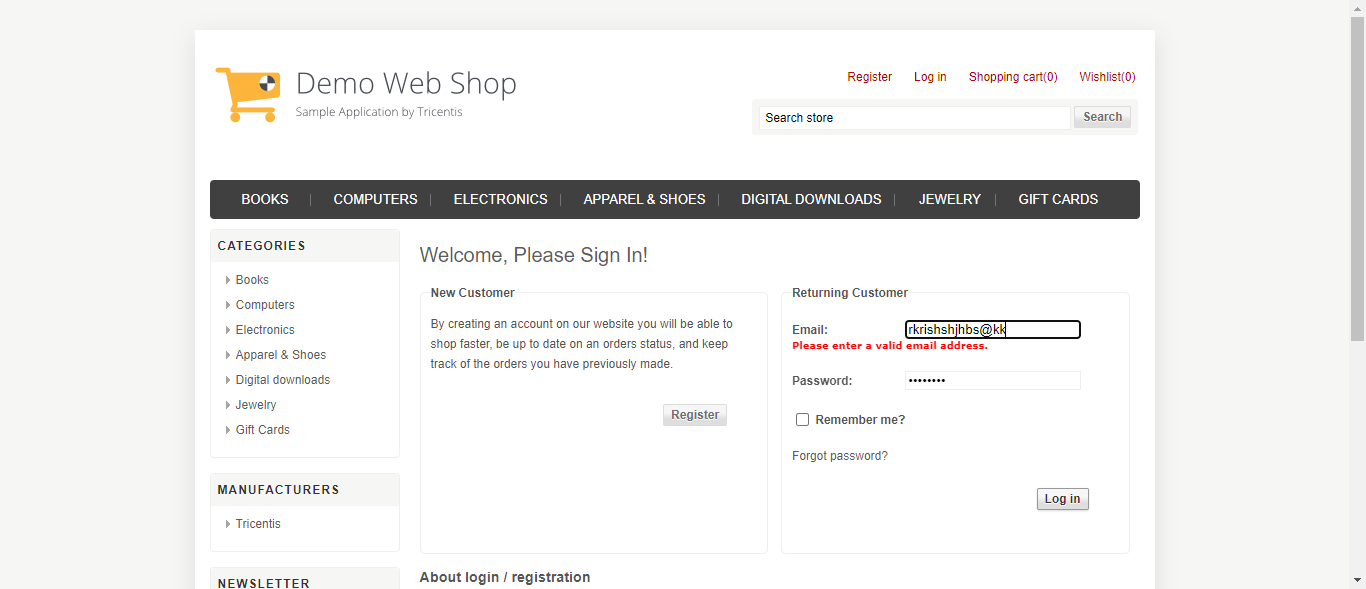 Demo Web Shop
Sample Application by Tricentis
Register Log in Shopping cart(0) Wishlist(0)
Search store Search
BOOKS COMPUTERS ELECTRONICS APPAREL & SHOES DIGITAL DOWNLOADS JEWELRY GIFT CARDS
CATEGORIES
Books
Computers
Electronics
Apparel & Shoes
Digital downloads
Jewelry
Gift Cards
MANUFACTURERS
Tricentis
NEWSLETTER
Welcome, Please Sign In!
New Customer
By creating an account on our website you will be able to
shop faster, be up to date on an orders status, and keep
track of the orders you have previously made.
Register
Returning Customer
Email: rkrishshjhbs@kk
Please enter a valid email address.
Password: ••••••••
Remember me?
Forgot password?
Log in
About login / registration